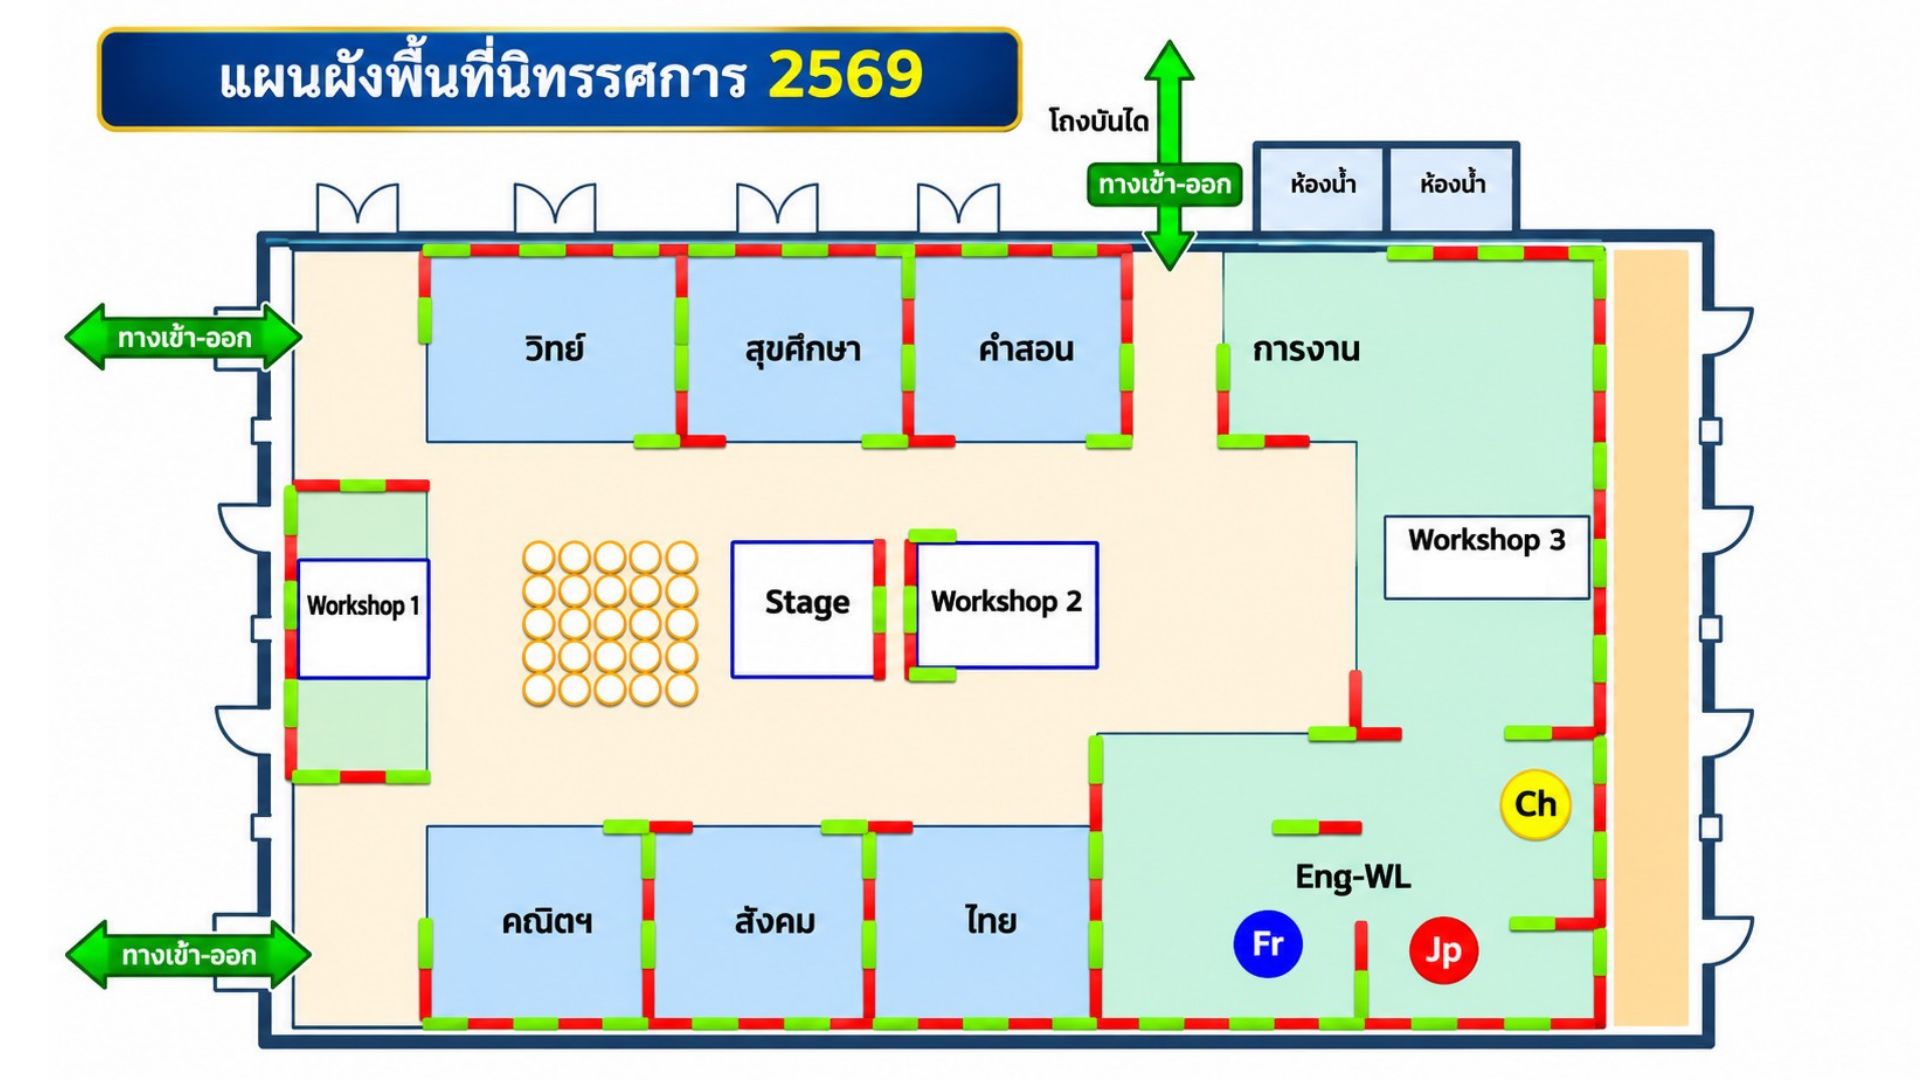 แผนผังพื้นที่นิทรรศการ 2569
โถงบันได
ทางเข้า-ออก
ห้องน้ำ
ห้องน้ำ
ทางเข้า-ออก
วิทย์
สุขศึกษา
คำสอน
การงาน
Workshop 1
Stage
Workshop 2
Workshop 3
Ch
Eng-WL
คณิตฯ
สังคม
ไทย
Fr
Jp
ทางเข้า-ออก